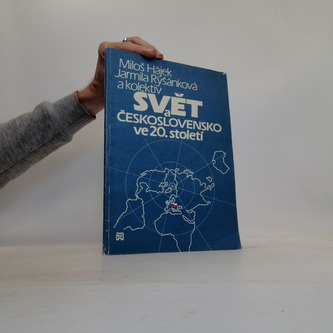 Miloš Hájek
Jarmila Ryšánková
a kolektiv
SVĚT
a
ČESKOSLOVENSKO
ve 20. století